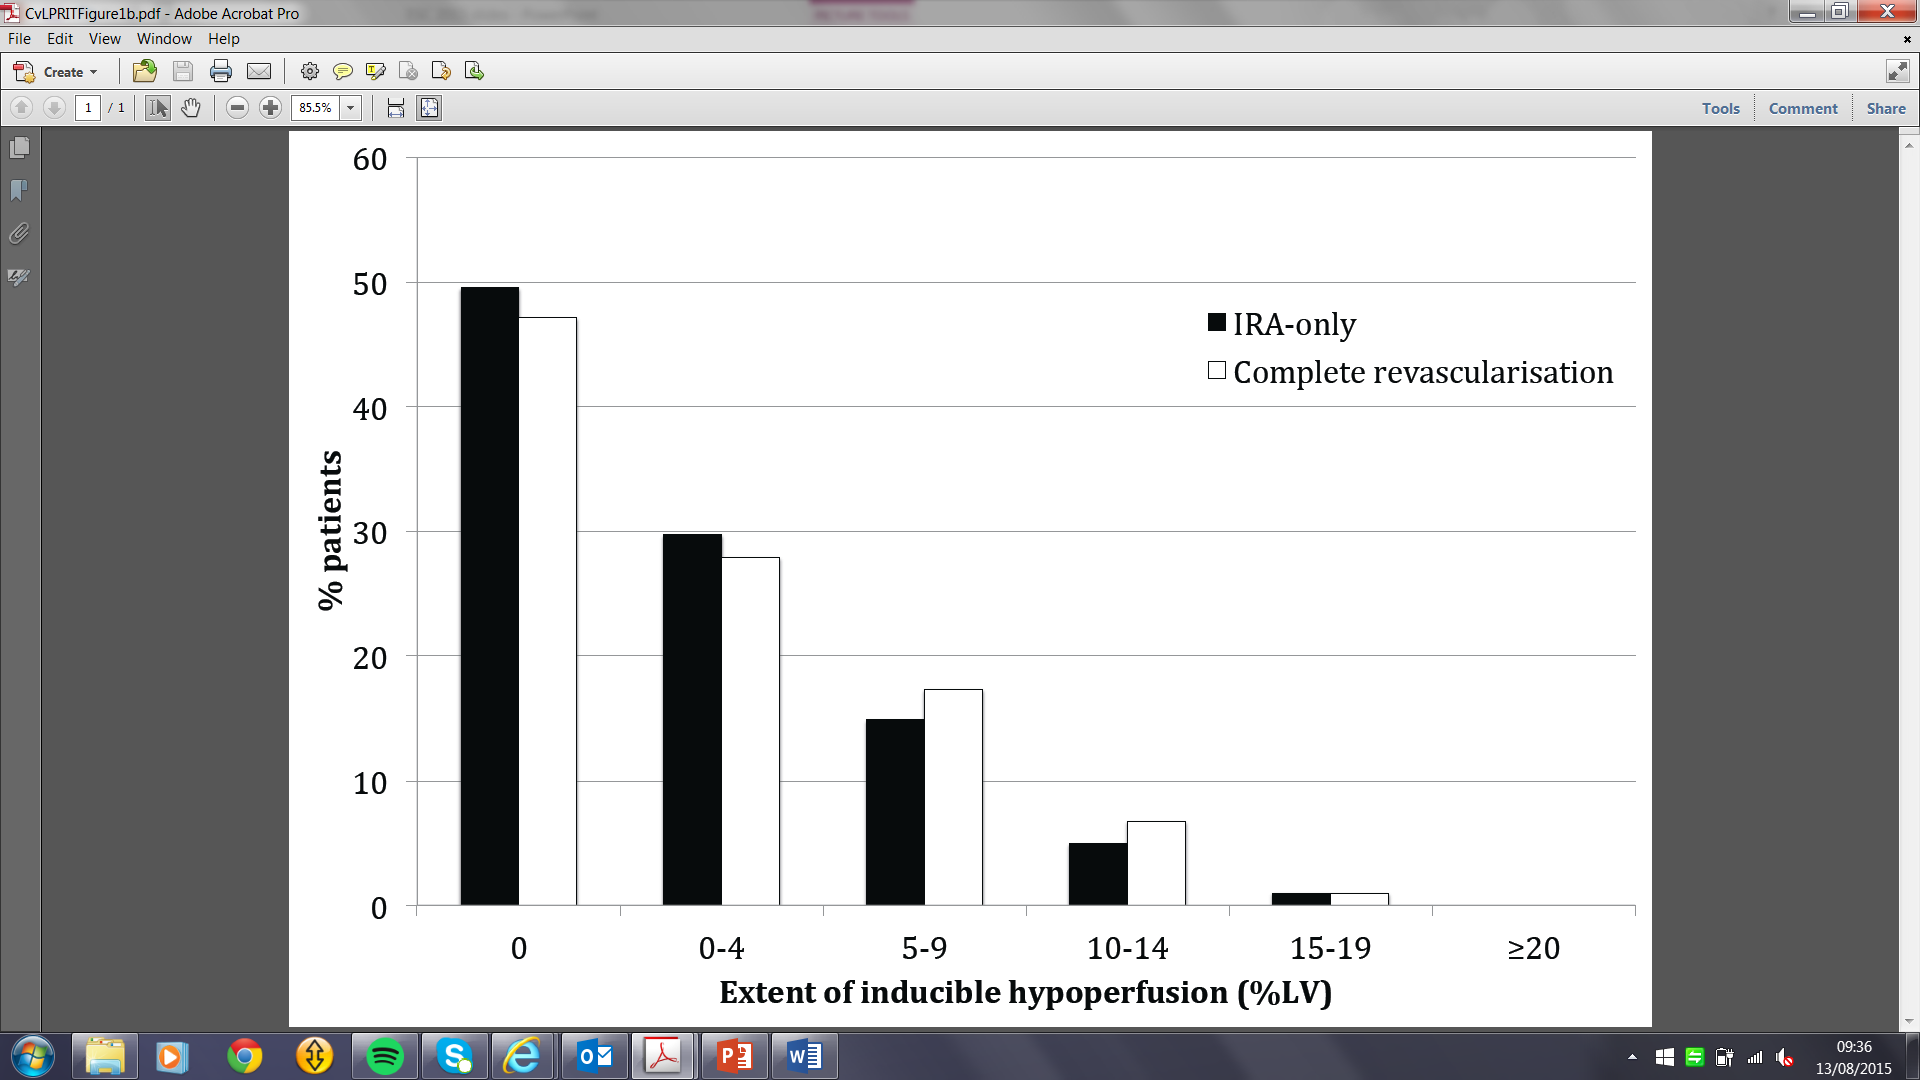 CvLPRITFigure1b.pdf - Adobe Acrobat Pro
File Edit View Window Help
Create
1 / 1 85.5% Tools Comment Share
60
50
40
30
20
10
0
% patients
IRA-only
Complete revascularisation
0 0-4 5-9 10-14 15-19 ≥20
Extent of inducible hypoperfusion (%LV)
09:36
13/08/2015